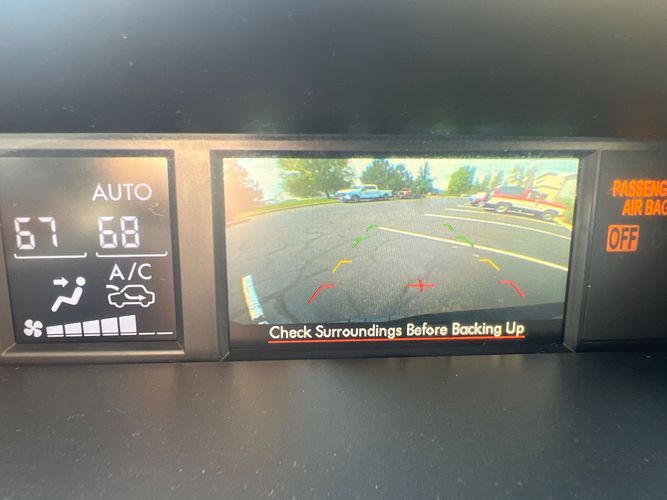 AUTO
67 68
A/C
Check Surroundings Before Backing Up
PASSENG
AIR BAG
OFF